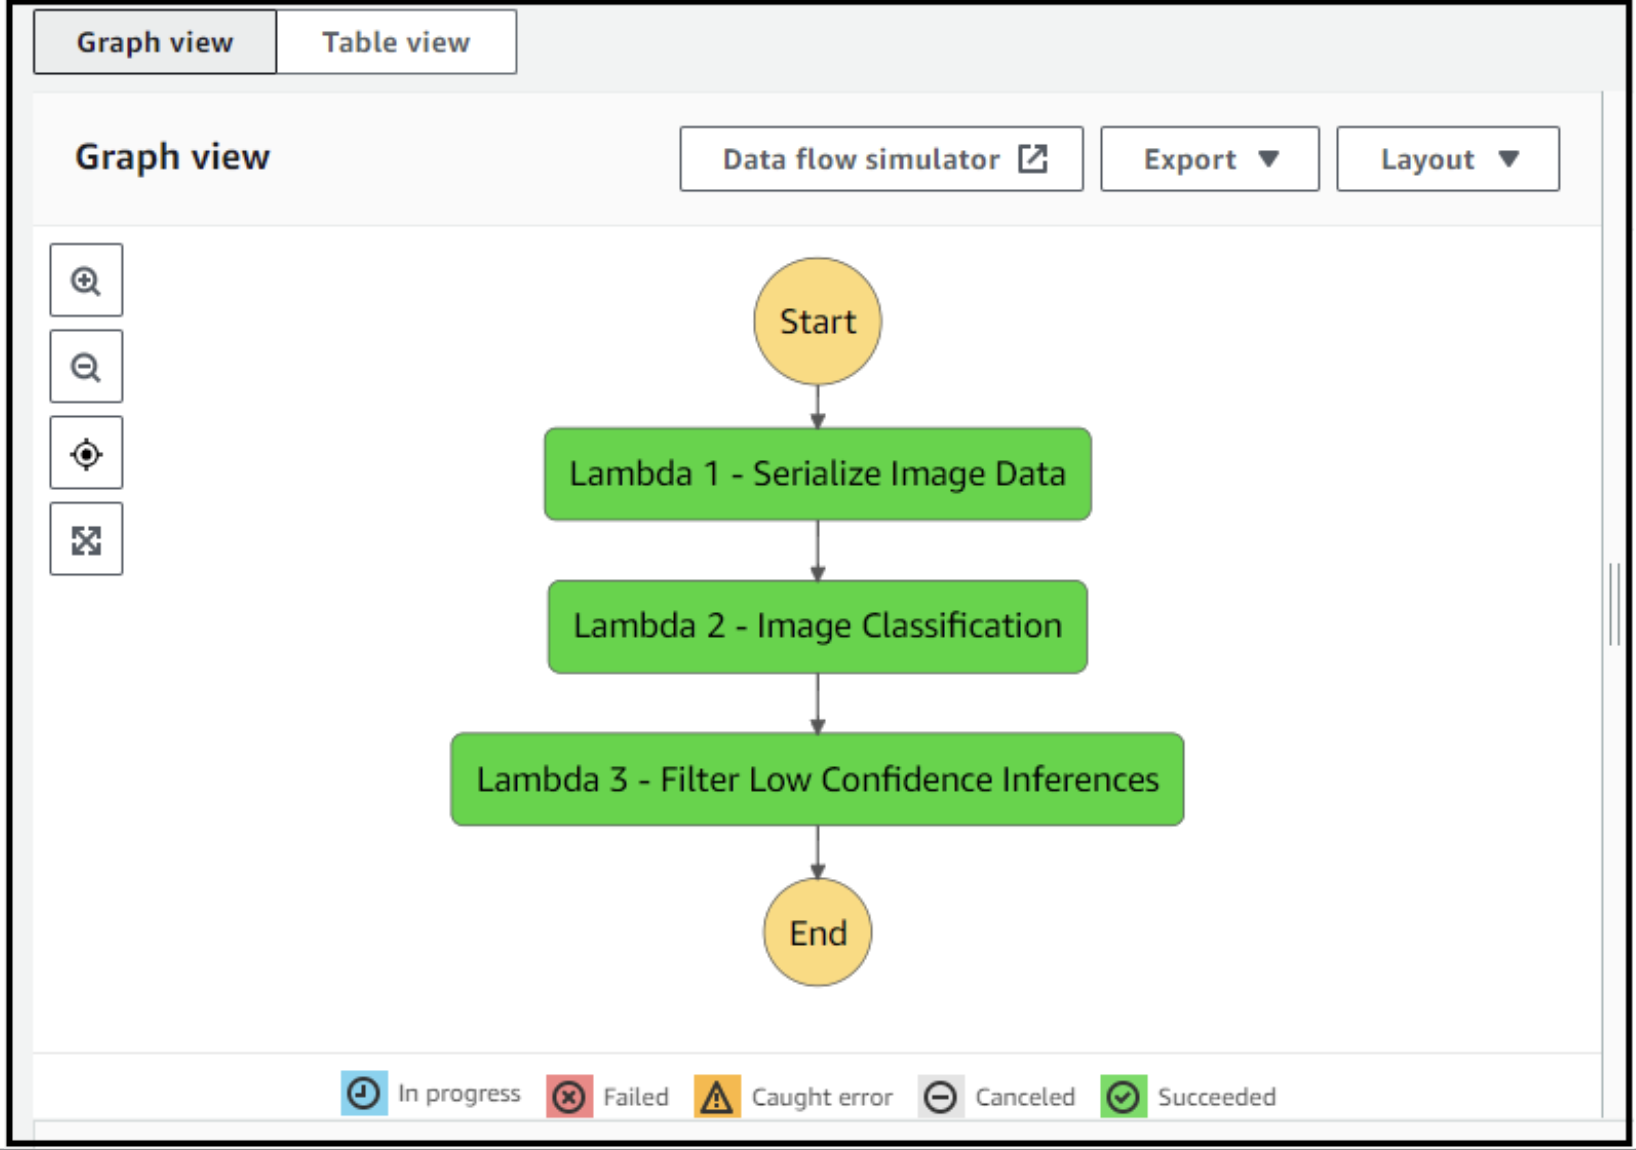 Graph view Table view
Graph view Data flow simulator Export Layout
Start
Lambda 1 - Serialize Image Data
Lambda 2 - Image Classification
Lambda 3 - Filter Low Confidence Inferences
End
In progress Failed Caught error Canceled Succeeded